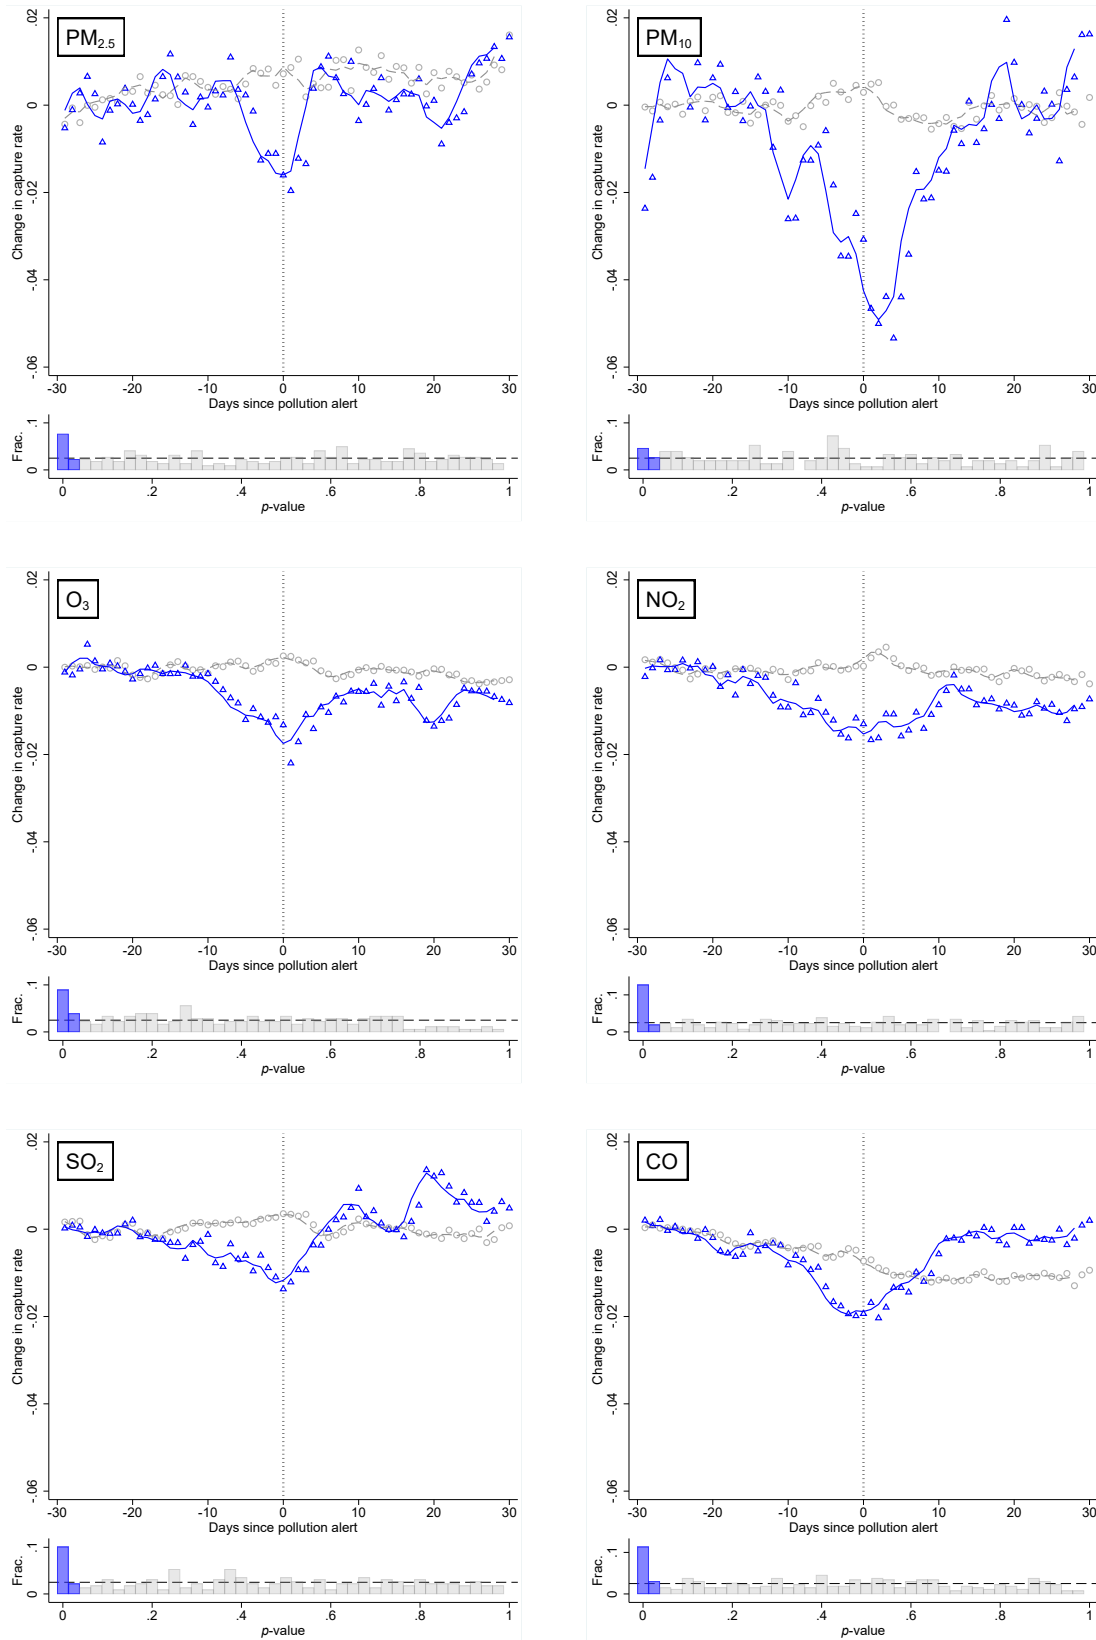 PM2.5
Change in capture rate
.02
0
-.02
-.04
-.06
-30 -20 -10 0 10 20 30
Days since pollution alert
Frac.
.1
0
0 .2 .4 .6 .8 1
p-value
PM10
Change in capture rate
.02
0
-.02
-.04
-.06
-30 -20 -10 0 10 20 30
Days since pollution alert
Frac.
.1
0
0 .2 .4 .6 .8 1
p-value
O3
Change in capture rate
.02
0
-.02
-.04
-.06
-30 -20 -10 0 10 20 30
Days since pollution alert
Frac.
.1
0
0 .2 .4 .6 .8 1
p-value
NO2
Change in capture rate
.02
0
-.02
-.04
-.06
-30 -20 -10 0 10 20 30
Days since pollution alert
Frac.
.1
0
0 .2 .4 .6 .8 1
p-value
SO2
Change in capture rate
.02
0
-.02
-.04
-.06
-30 -20 -10 0 10 20 30
Days since pollution alert
Frac.
.1
0
0 .2 .4 .6 .8 1
p-value
CO
Change in capture rate
.02
0
-.02
-.04
-.06
-30 -20 -10 0 10 20 30
Days since pollution alert
Frac.
.1
0
0 .2 .4 .6 .8 1
p-value